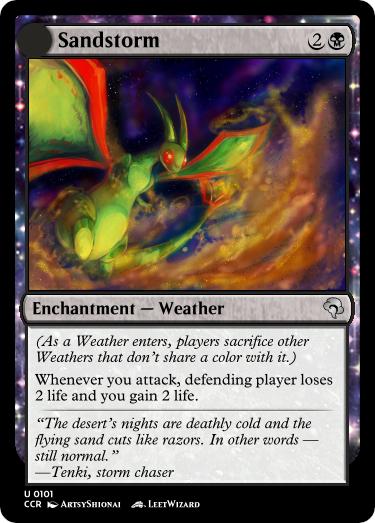 Sandstorm 2
Enchantment — Weather
(As a Weather enters, players sacrifice other
Weathers that don't share a color with it.)
Whenever you attack, defending player loses
2 life and you gain 2 life.
"The desert's nights are deathly cold and the
flying sand cuts like razors. In other words —
still normal."
—Tenki, storm chaser
U 0101
CCR ArtsyShionai LeetWizard